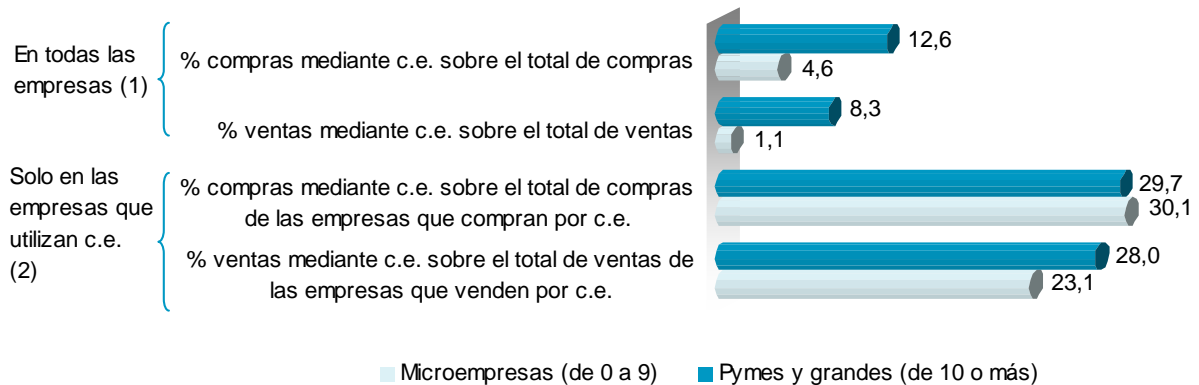 En todas las
empresas (1)
% compras mediante c.e. sobre el total de compras
12,6
4,6
% ventas mediante c.e. sobre el total de ventas
8,3
1,1
Solo en las
empresas que
utilizan c.e.
(2)
% compras mediante c.e. sobre el total de compras
de las empresas que compran por c.e.
29,7
30,1
% ventas mediante c.e. sobre el total de ventas de
las empresas que venden por c.e.
28,0
23,1
Microempresas (de 0 a 9)
Pymes y grandes (de 10 o más)